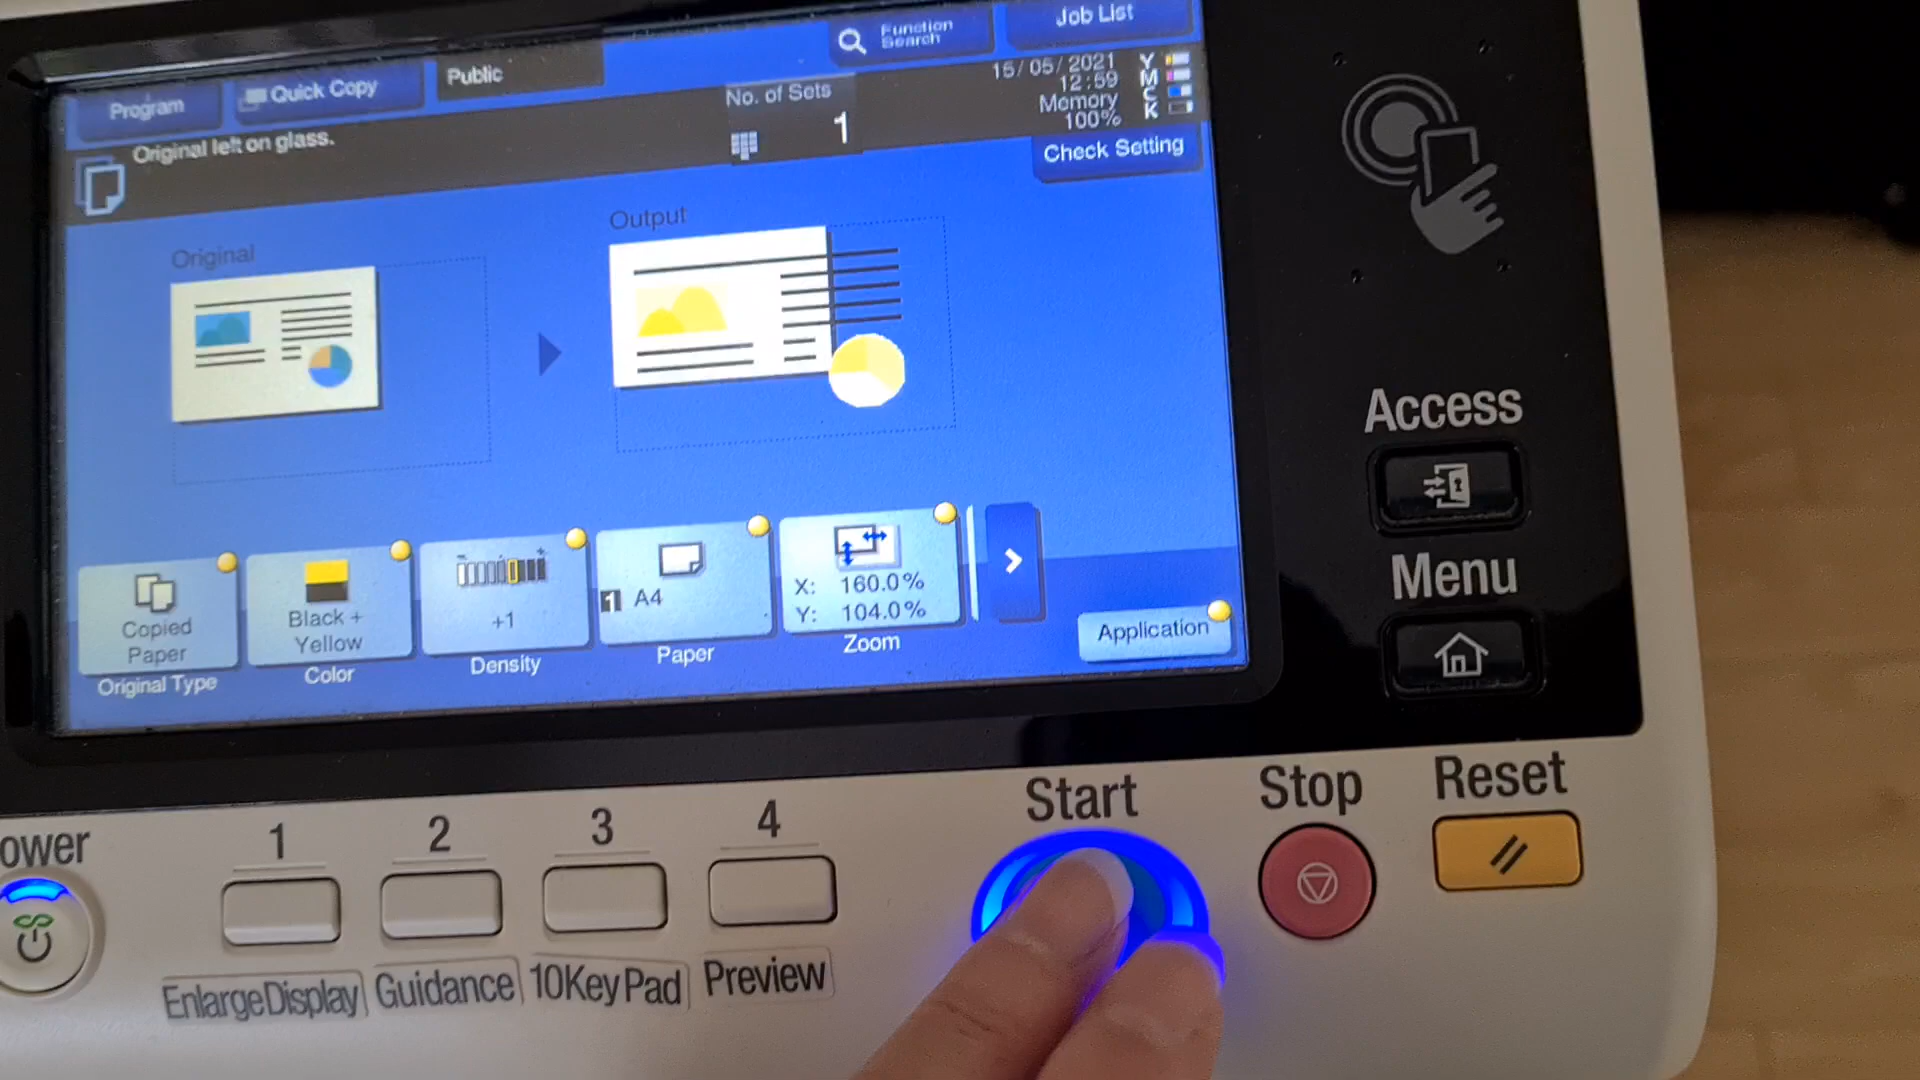 Function
Search
Job List
Program
Quick Copy
Public
No. of Sets
1
15/05/2021
12:59
Memory
100%
Y
M
C
K
Original left on glass.
Check Setting
Original
Output
Copied
Paper
Original Type
Black +
Yellow
Color
+1
Density
1 A4
Paper
X: 160.0%
Y: 104.0%
Zoom
Application
Access
Menu
ower
1
2
3
4
Start
Stop
Reset
EnlargeDisplay
Guidance
10KeyPad
Preview